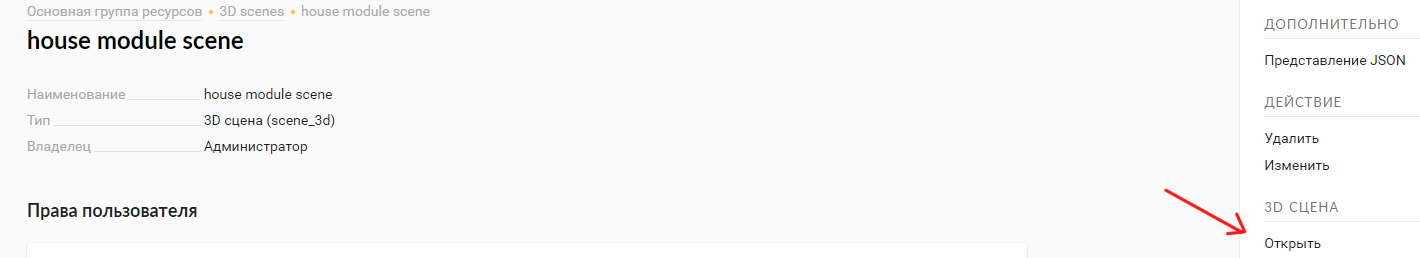 Основная группа ресурсов • 3D scenes • house module scene
house module scene
Наименование house module scene
Тип 3D сцена (scene_3d)
Владелец Администратор
Права пользователя
ДОПОЛНИТЕЛЬНО
Представление JSON
ДЕЙСТВИЕ
Удалить
Изменить
3D СЦЕНА
Открыть